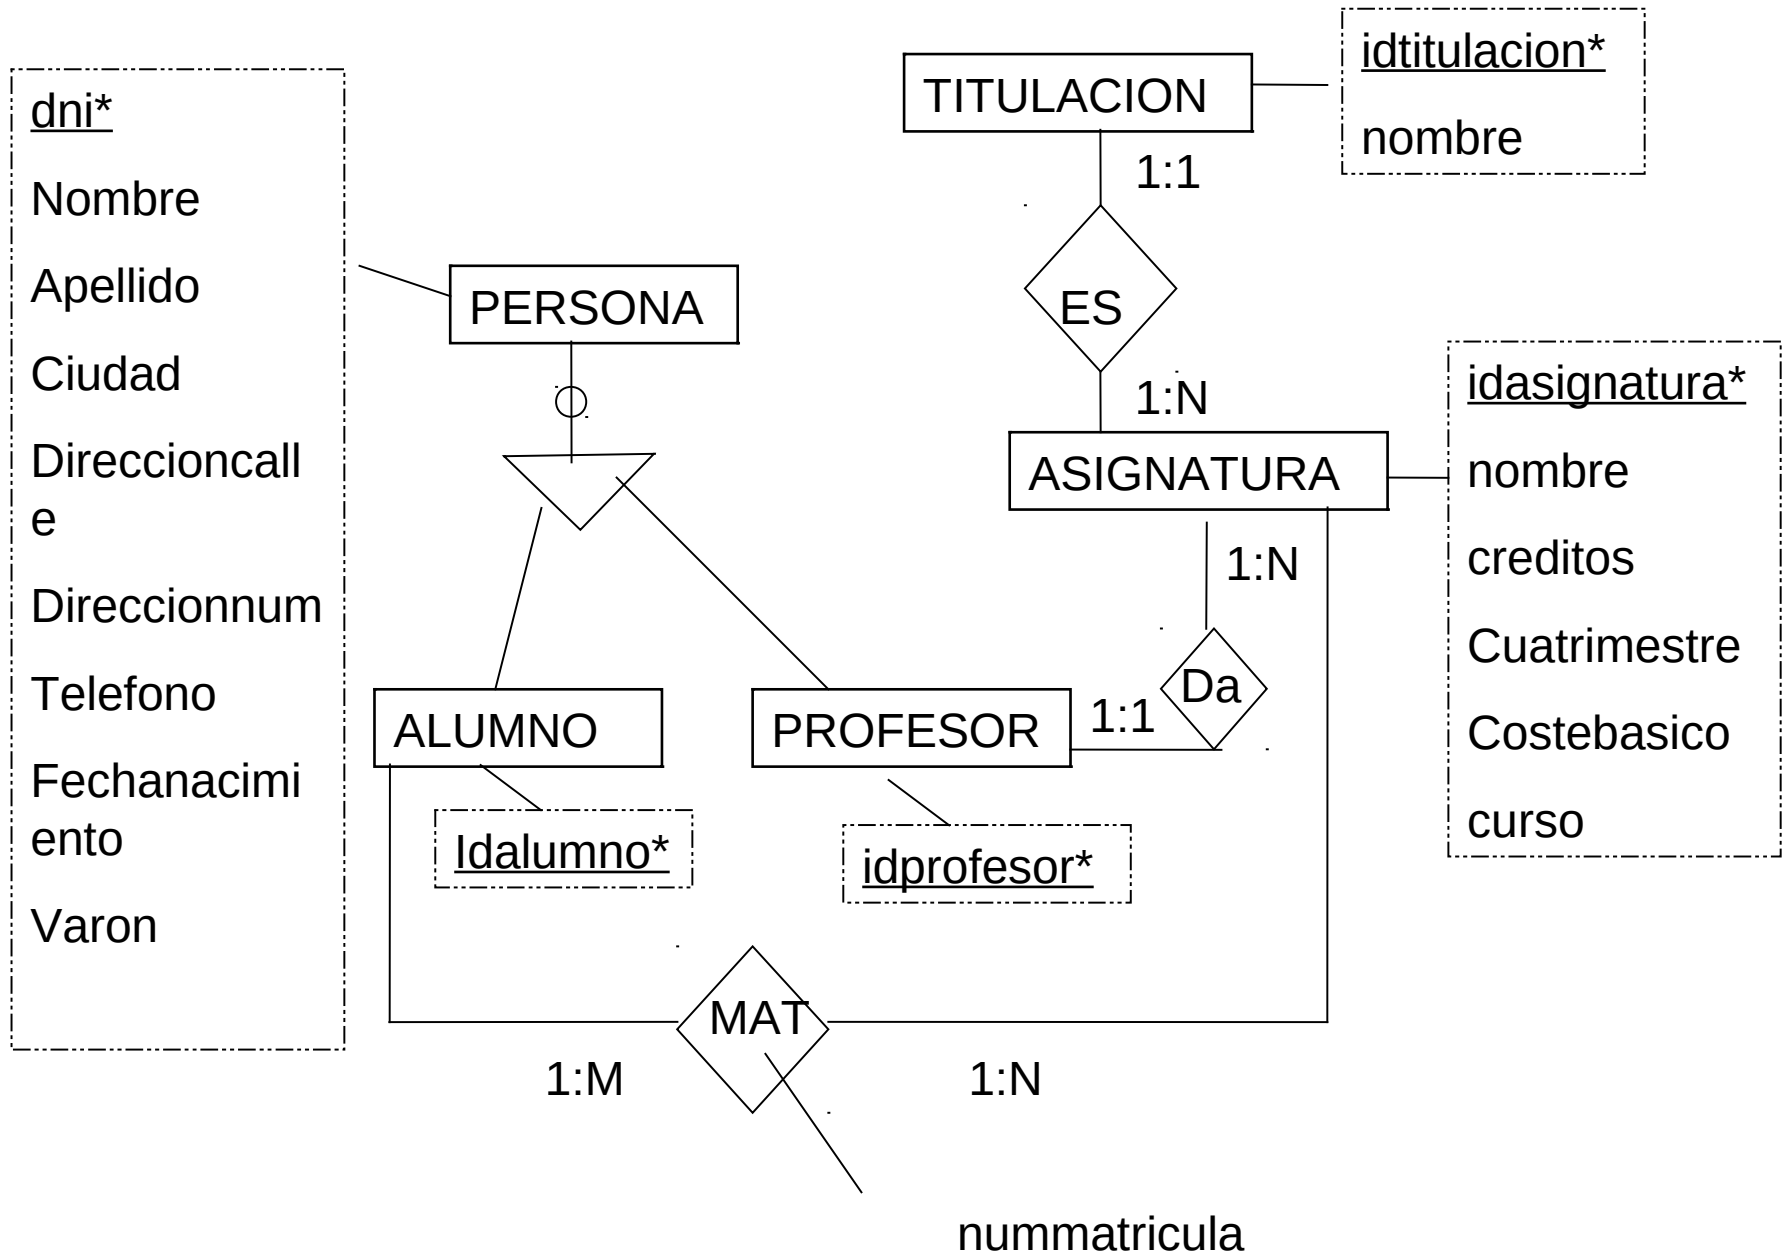 dni*
Nombre
Apellido
Ciudad
Direccioncall
e
Direccionnum
Telefono
Fechanacimi
ento
Varon
PERSONA
TITULACION
idtitulacion*
nombre
1:1
ES
1:N
ASIGNATURA
idasignatura*
nombre
creditos
Cuatrimestre
Costebasico
curso
1:N
Da
1:1
ALUMNO
PROFESOR
Idalumno*
idprofesor*
MAT
1:M
1:N
nummatricula